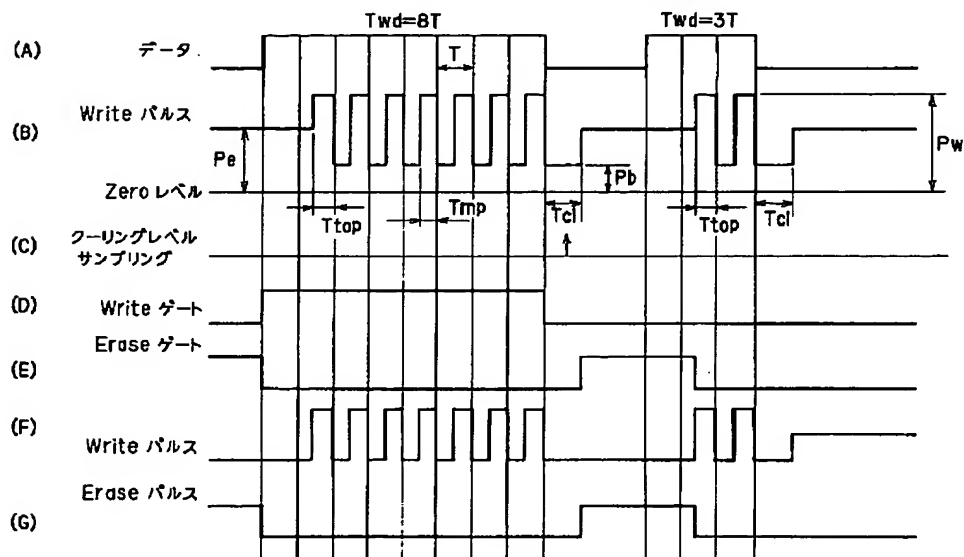 Twd=8T
Twd=3T
(A)
データ
T
(B)
Write パルス
Pe
Pb
Pw
Zero レベル
Ttop
Tmp
Tcl
Ttop
Tcl
(C)
クーリングレベル
サンプリング
(D)
Write ゲート
Erase ゲート
(E)
(F)
Write パルス
Erase パルス
(G)